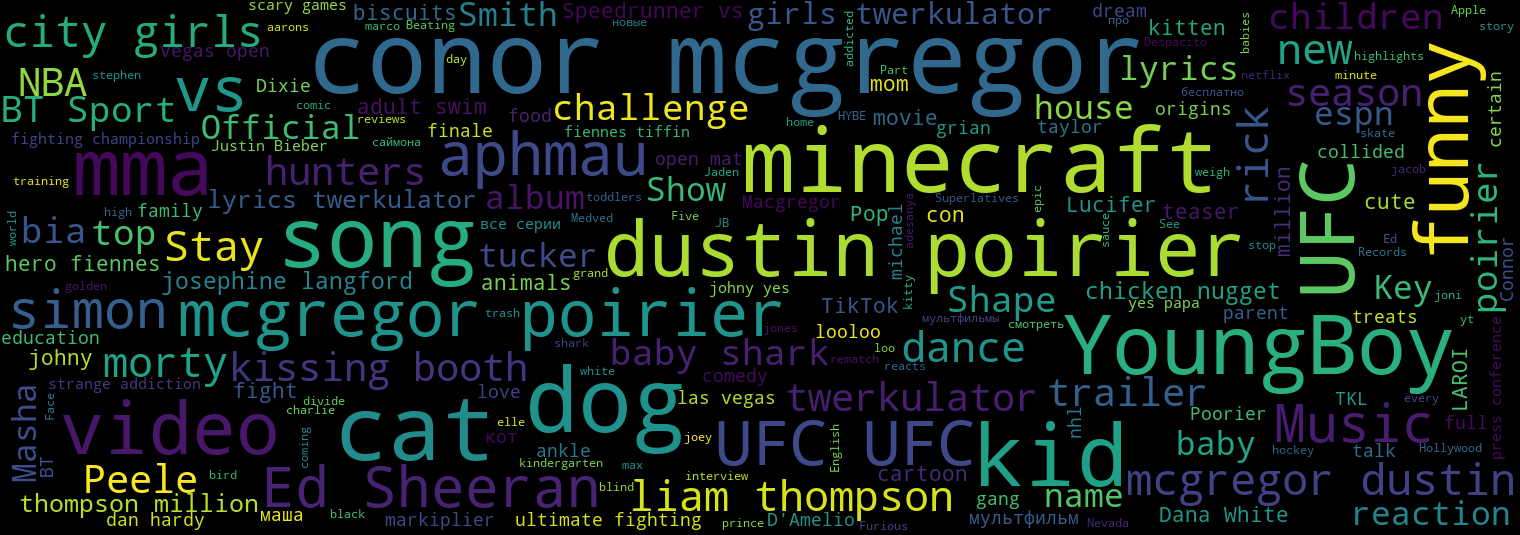 scary games
biscuits
Smith
Speedrunner vs
girls twerkulator
dream
про
children
Apple
story
city girls
aarons
marco
Beating
новые
conor mcgregor
addicted
kitten
Despacito
babies
new
highlights
funny
vegas open
day
NBA
stephen
vs
Dixie
Part
mom
lyrics
netflix
minute
BT Sport
comic
adult swim
reviews
food
challenge
HYBE
movie
house
бесплатно
origins
season
certain
espn
fighting championship
Official
finale
fiennes tiffin
home
grian
taylor
rick
skate
Justin Bieber
саймона
mma
hunters
aphmau
open mat
Jaden
minecraft
weigh
UFC
collided
jacob
training
lyrics twerkulator
album
toddlers
Show
Macgregor
adesanya
Superlatives
epic
Lucifer
teaser
million
cute
poirier
world
high
family
bia
top
Stay
song
все серии
Medved
Five
JB
Pop
con
michael
sauce
See
stop
Ed
Records
Connor
tucker
dustin poirier
hero fiennes
josephine langford
animals
grand
johny yes
kitty
golden
simon
mcgregor poirier
trash
TikTok
Shape
chicken nugget
yes papa
parent
Key
joni
treats
yt
education
jones
looloo
мультфильмы
смотреть
YoungBoy
press conference
johny
morty
kissing booth
shark
baby shark
rematch
loo
reacts
dance
LAROI
strange addiction
fight
love
white
comedy
Masha
Face
video
divide
charlie
cat
dog
las vegas
twerkulator
trailer
TKL
every
elle
nhl
Poorier
Music
full
coming
кот
joey
UFC UFC
English
kid
baby
talk
hockey
Hollywood
BT
ankle
Peele
bird
Ed Sheeran
kindergarten
max
interview
cartoon
mcgregor dustin
thompson million
blind
liam thompson
gang
name
dan hardy
маша
black
markiplier
ultimate fighting
prince
D'Amelio
Furious
мультфильм
Nevada
Dana White
reaction